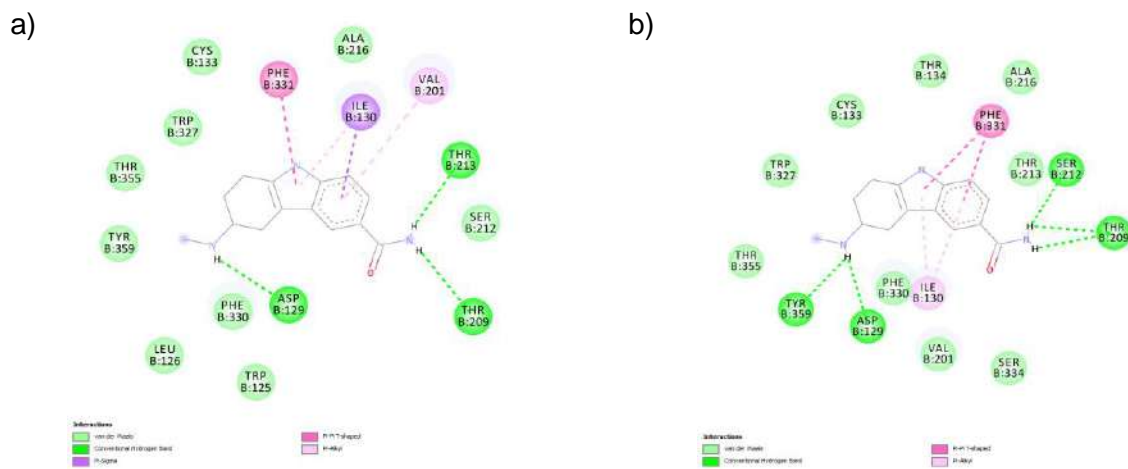 a)
CYS
B:133
ALA
B:216
PHE
B:331
VAL
B:201
ILE
B:130
TRP
B:327
THR
B:213
THR
B:355
SER
B:212
N
TYR
B:359
N
H
H
N
H
O
ASP
B:129
PHE
B:330
THR
B:209
LEU
B:126
TRP
B:125
Interactions
van der Waals
Conventional Hydrogen Bond
Pi-Sigma
Pi-Pi T-shaped
Pi-Alkyl
b)
THR
B:134
ALA
B:216
CYS
B:133
PHE
B:331
TRP
B:327
THR
B:213
SER
B:212
N
THR
B:209
H
N
H
N
H
O
THR
B:355
PHE
B:330
ILE
B:130
TYR
B:359
ASP
B:129
VAL
B:201
SER
B:334
Interactions
van der Waals
Conventional Hydrogen Bond
Pi-Pi T-shaped
Pi-Alkyl